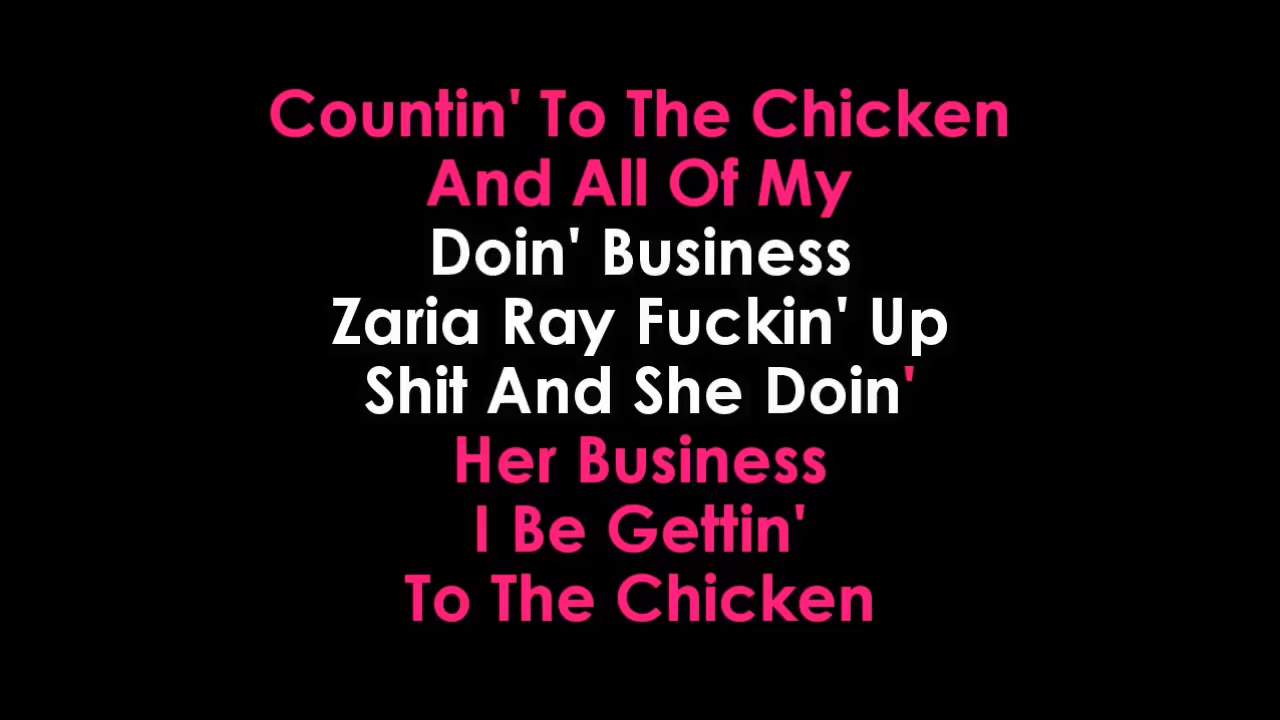 Countin' To The Chicken
And All Of My
Doin' Business
Zaria Ray Fuckin' Up
Shit And She Doin'
Her Business
I Be Gettin'
To The Chicken